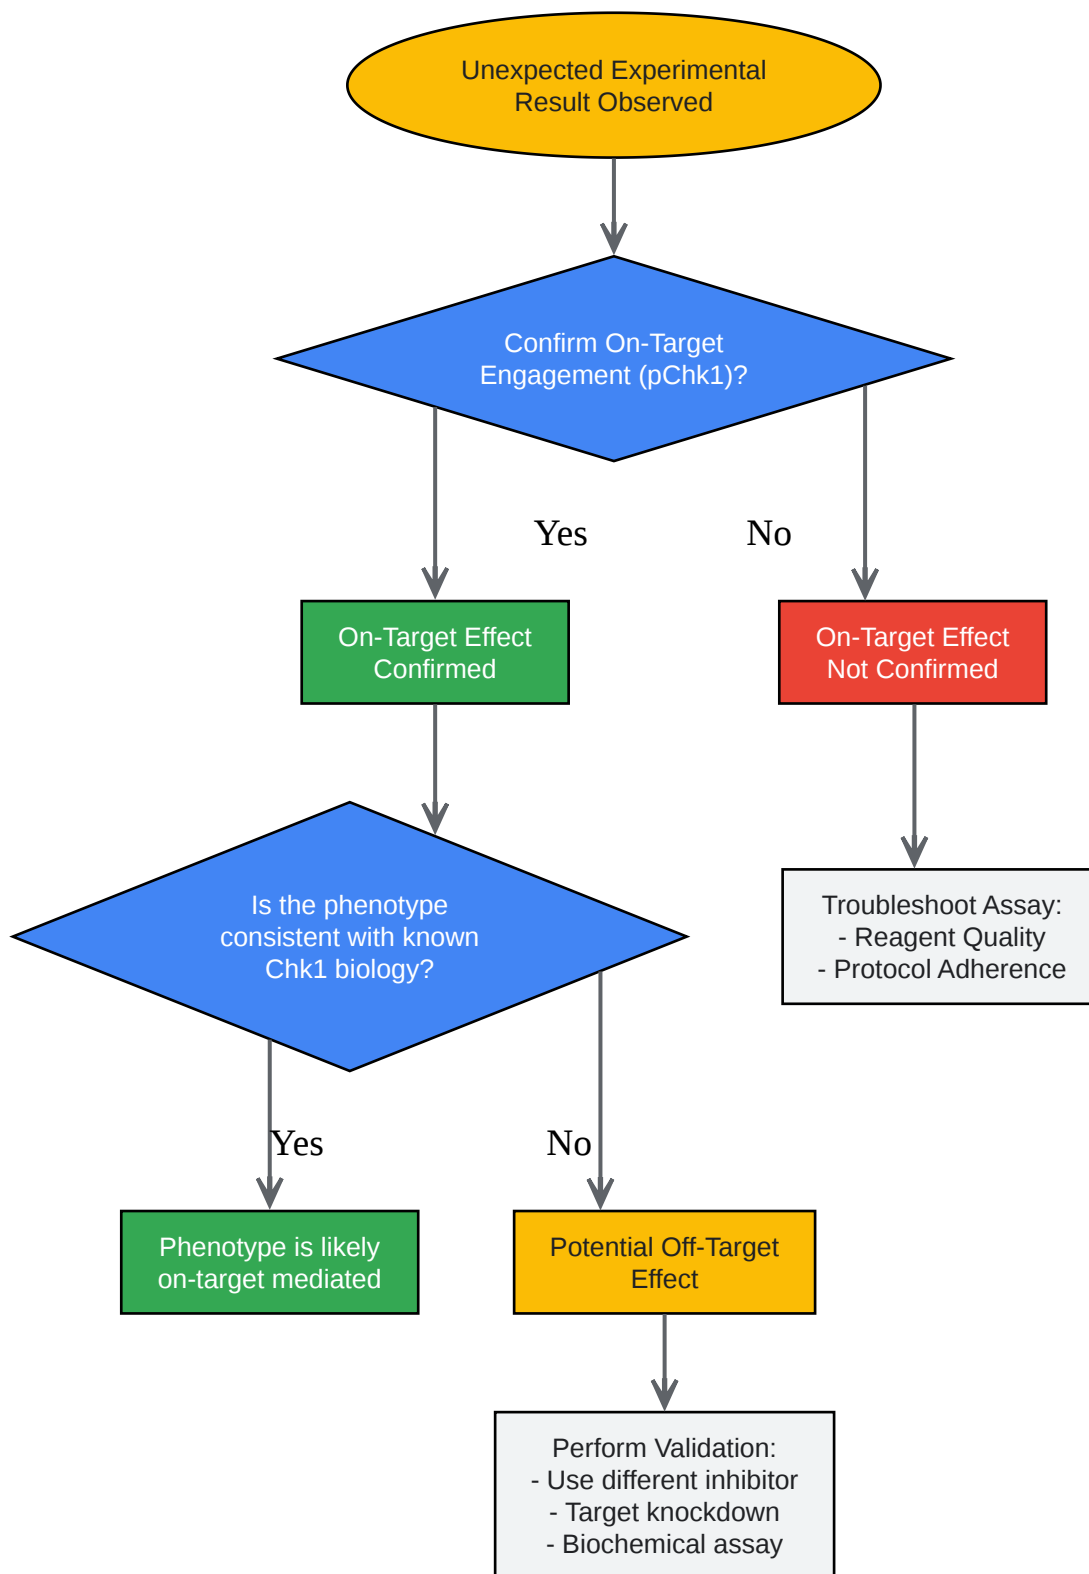 Unexpected Experimental
Result Observed
Confirm On-Target
Engagement (pChk1)?
Yes
No
On-Target Effect
Confirmed
On-Target Effect
Not Confirmed
Is the phenotype
consistent with known
Chk1 biology?
Troubleshoot Assay:
- Reagent Quality
- Protocol Adherence
Yes
No
Phenotype is likely
on-target mediated
Potential Off-Target
Effect
Perform Validation:
- Use different inhibitor
- Target knockdown
- Biochemical assay